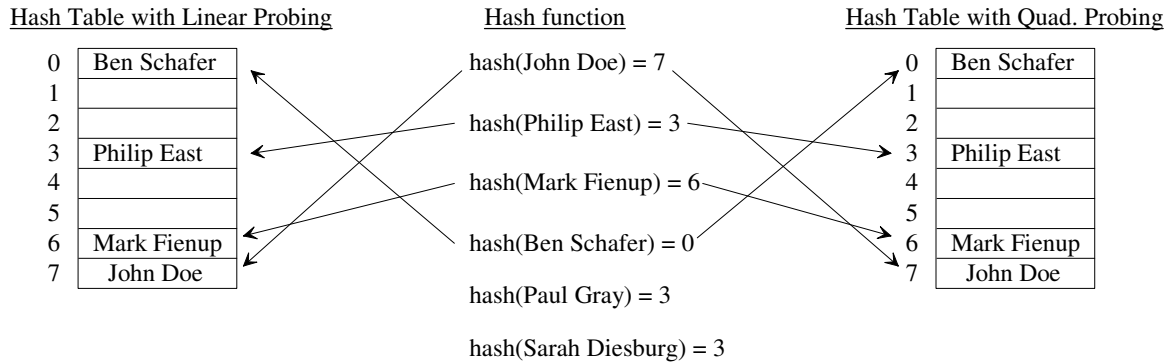 Hash Table with Linear Probing
0 Ben Schafer
1
2
3 Philip East
4
5
6 Mark Fienup
7 John Doe
Hash function
hash(John Doe) = 7
hash(Philip East) = 3
hash(Mark Fienup) = 6
hash(Ben Schafer) = 0
hash(Paul Gray) = 3
hash(Sarah Diesburg) = 3
Hash Table with Quad. Probing
0 Ben Schafer
1
2
3 Philip East
4
5
6 Mark Fienup
7 John Doe